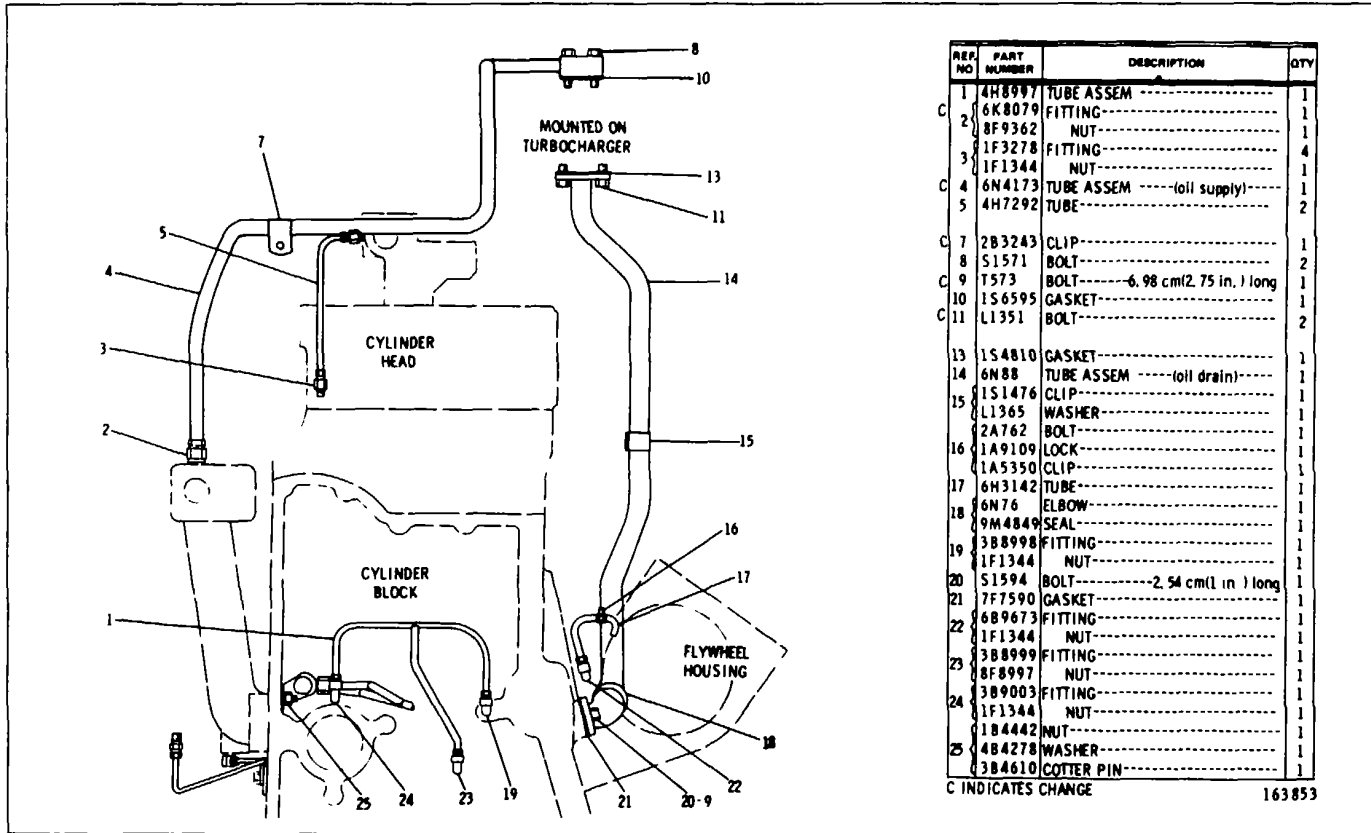 8
10
MOUNTED ON
TURBOCHARGER
7
13
11
5
4
14
CYLINDER
HEAD
3
2
15
16
CYLINDER
BLOCK
17
1
FLYWHEEL
HOUSING
18
25 24 23 19 21 20-9 22
REF. NO PART NUMBER DESCRIPTION QTY
1 4H8997 TUBE ASSEM 1
C 2 6K8079 FITTING 1
8F9362 NUT 1
3 1F3278 FITTING 4
1F1344 NUT 1
C 4 6N4173 TUBE ASSEM -----(oil supply)---- 1
5 4H7292 TUBE 2
C 7 2B3243 CLIP 1
8 S1571 BOLT 2
C 9 T573 BOLT------6.98 cm(2.75 in.) long 1
10 1S6595 GASKET 1
C 11 L1351 BOLT 2
13 1S4810 GASKET 1
14 6N88 TUBE ASSEM -----(oil drain)----- 1
15 1S1476 CLIP 1
L1365 WASHER 1
16 2A762 BOLT 1
1A9109 LOCK 1
1A5350 CLIP 1
17 6H3142 TUBE 1
18 6N76 ELBOW 1
9M4849 SEAL 1
19 3B8998 FITTING 1
1F1344 NUT 1
20 S1594 BOLT---------2.54 cm(1 in ) long 1
21 7F7590 GASKET 1
22 6B9673 FITTING 1
1F1344 NUT 1
23 3B8999 FITTING 1
8F8997 NUT 1
24 3B9003 FITTING 1
1F1344 NUT 1
25 1B4442 NUT 1
4B4278 WASHER 1
3B4610 COTTER PIN 1
C INDICATES CHANGE 163853